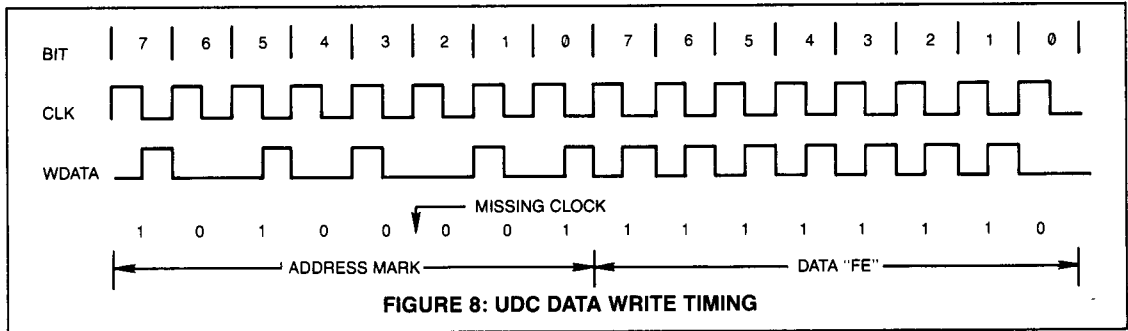 BIT 7 6 5 4 3 2 1 0 7 6 5 4 3 2 1 0
CLK
WDATA
MISSING CLOCK
1 0 1 0 0 0 0 1 1 1 1 1 1 1 1 0
ADDRESS MARK DATA "FE"
FIGURE 8: UDC DATA WRITE TIMING